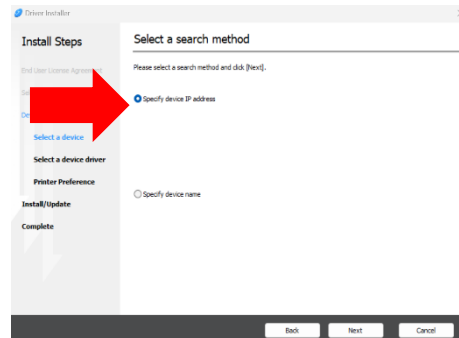 Driver Installer
Install Steps
Select a search method
End User License Agreement
Please select a search method and click [Next].
Specify device IP address
Select a device
Select a device driver
Printer Preference
Specify device name
Install/Update
Complete
Back
Next
Cancel